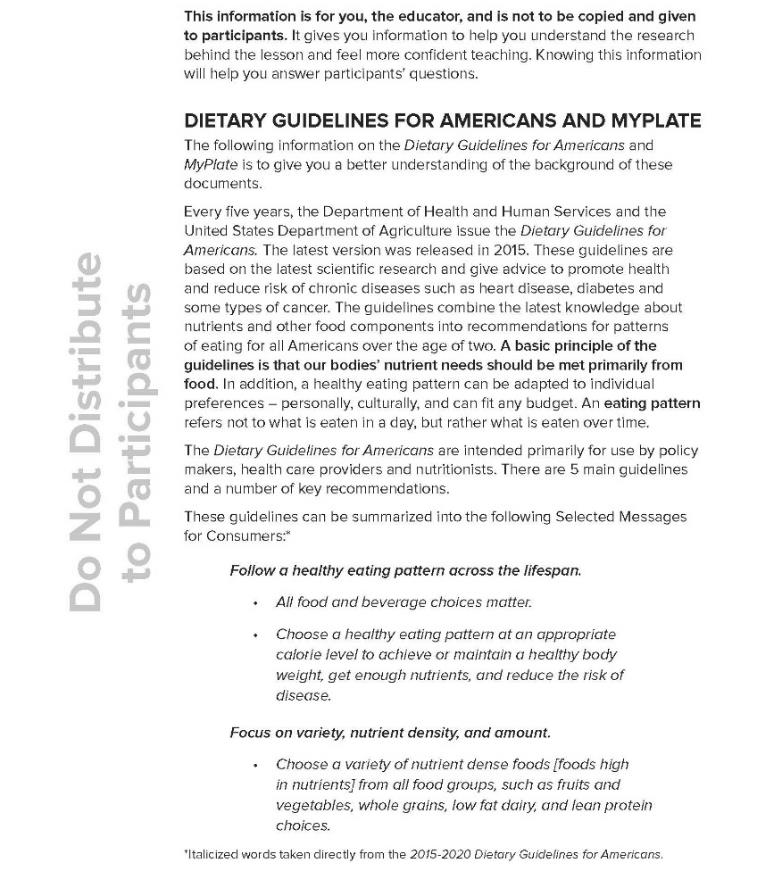 This information is for you, the educator, and is not to be copied and given
to participants. It gives you information to help you understand the research
behind the lesson and feel more confident teaching. Knowing this information
will help you answer participants' questions.
DIETARY GUIDELINES FOR AMERICANS AND MYPLATE
The following information on the Dietary Guidelines for Americans and
MyPlate is to give you a better understanding of the background of these
documents.
Every five years, the Department of Health and Human Services and the
United States Department of Agriculture issue the Dietary Guidelines for
Americans. The latest version was released in 2015. These guidelines are
based on the latest scientific research and give advice to promote health
and reduce risk of chronic diseases such as heart disease, diabetes and
some types of cancer. The guidelines combine the latest knowledge about
nutrients and other food components into recommendations for patterns
of eating for all Americans over the age of two. A basic principle of the
guidelines is that our bodies' nutrient needs should be met primarily from
food. In addition, a healthy eating pattern can be adapted to individual
preferences – personally, culturally, and can fit any budget. An eating pattern
refers not to what is eaten in a day, but rather what is eaten over time.
The Dietary Guidelines for Americans are intended primarily for use by policy
makers, health care providers and nutritionists. There are 5 main guidelines
and a number of key recommendations.
These guidelines can be summarized into the following Selected Messages
for Consumers:*
Follow a healthy eating pattern across the lifespan.
• All food and beverage choices matter.
• Choose a healthy eating pattern at an appropriate
calorie level to achieve or maintain a healthy body
weight, get enough nutrients, and reduce the risk of
disease.
Focus on variety, nutrient density, and amount.
• Choose a variety of nutrient dense foods [foods high
in nutrients] from all food groups, such as fruits and
vegetables, whole grains, low fat dairy, and lean protein
choices.
*Italicized words taken directly from the 2015-2020 Dietary Guidelines for Americans.
Do Not Distribute
to Participants